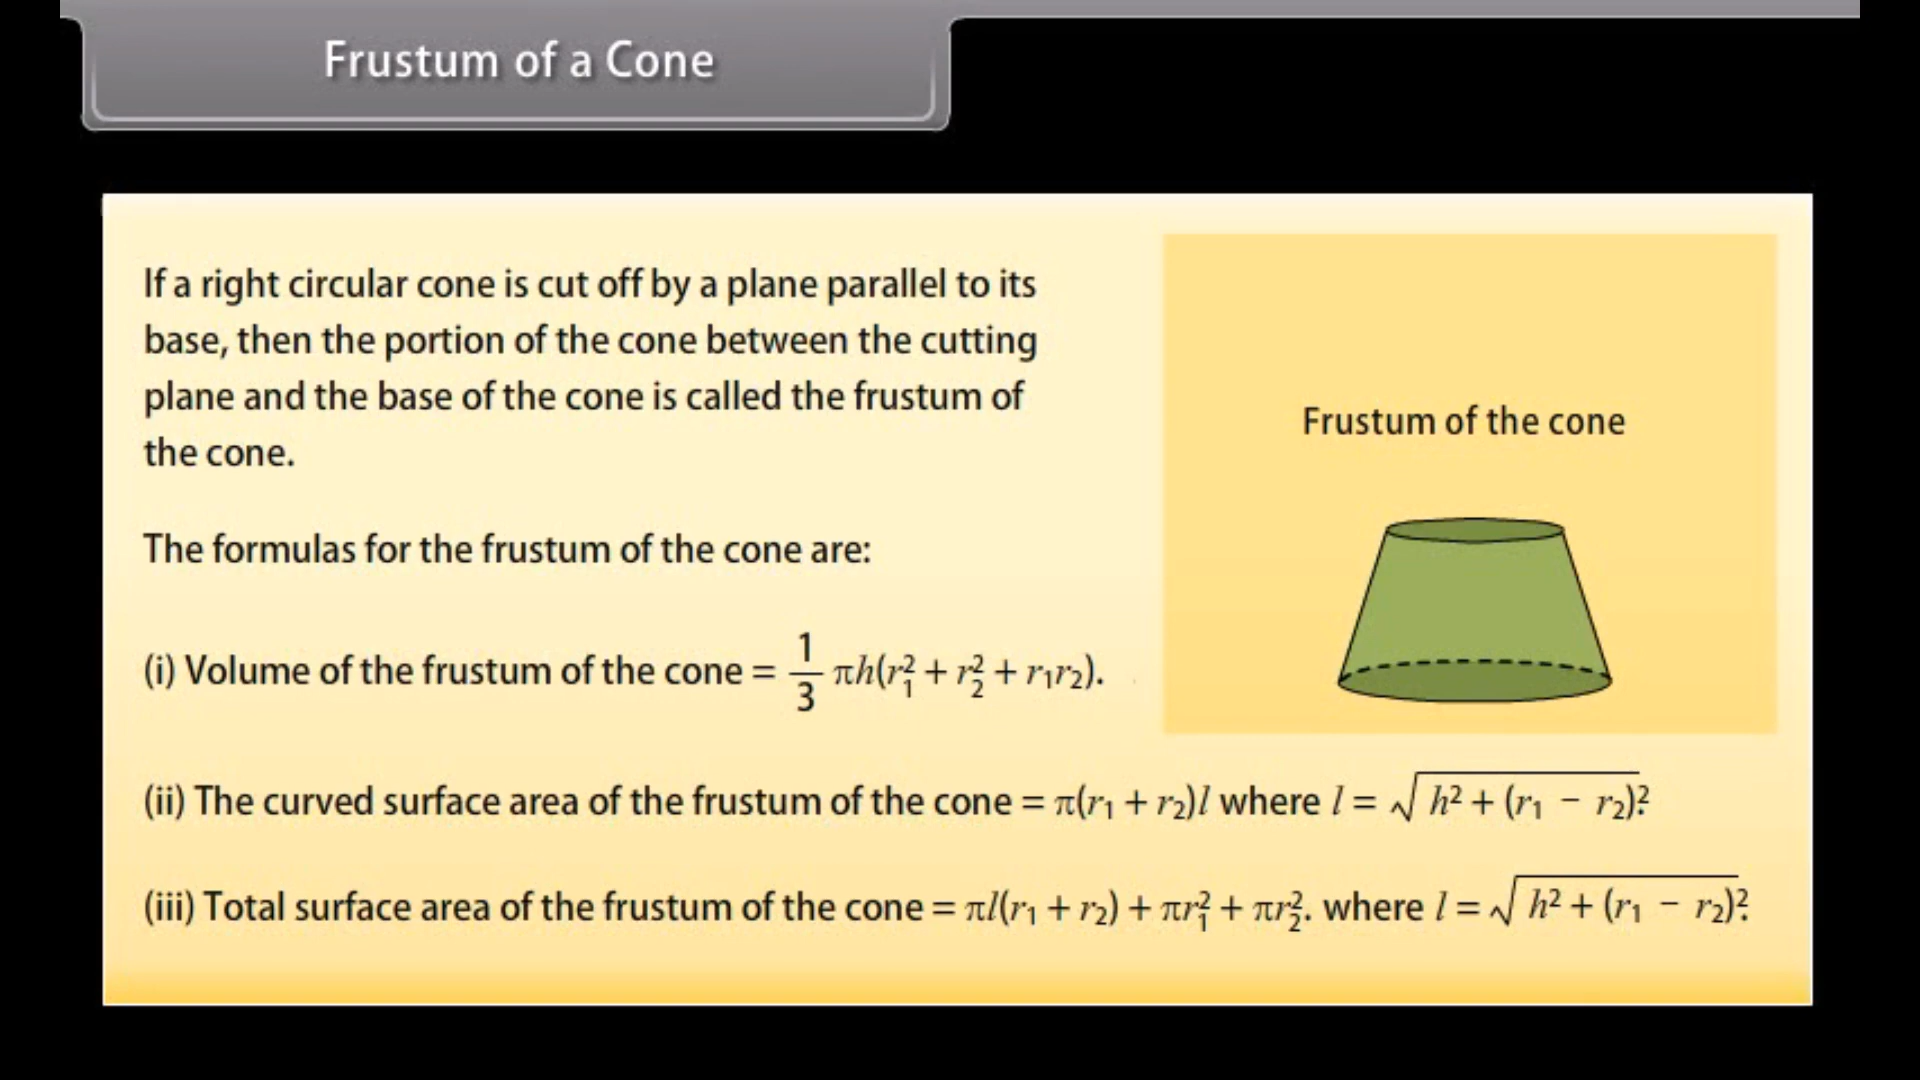 Frustum of a Cone
If a right circular cone is cut off by a plane parallel to its
base, then the portion of the cone between the cutting
plane and the base of the cone is called the frustum of
the cone.
Frustum of the cone
The formulas for the frustum of the cone are:
(i) Volume of the frustum of the cone = 1/3 πh(r₁² + r₂² + r₁r₂).
(ii) The curved surface area of the frustum of the cone = π(r₁ + r₂)l where l = √h² + (r₁ − r₂)².
(iii) Total surface area of the frustum of the cone = πl(r₁ + r₂) + πr₁² + πr₂². where l = √h² + (r₁ − r₂)².